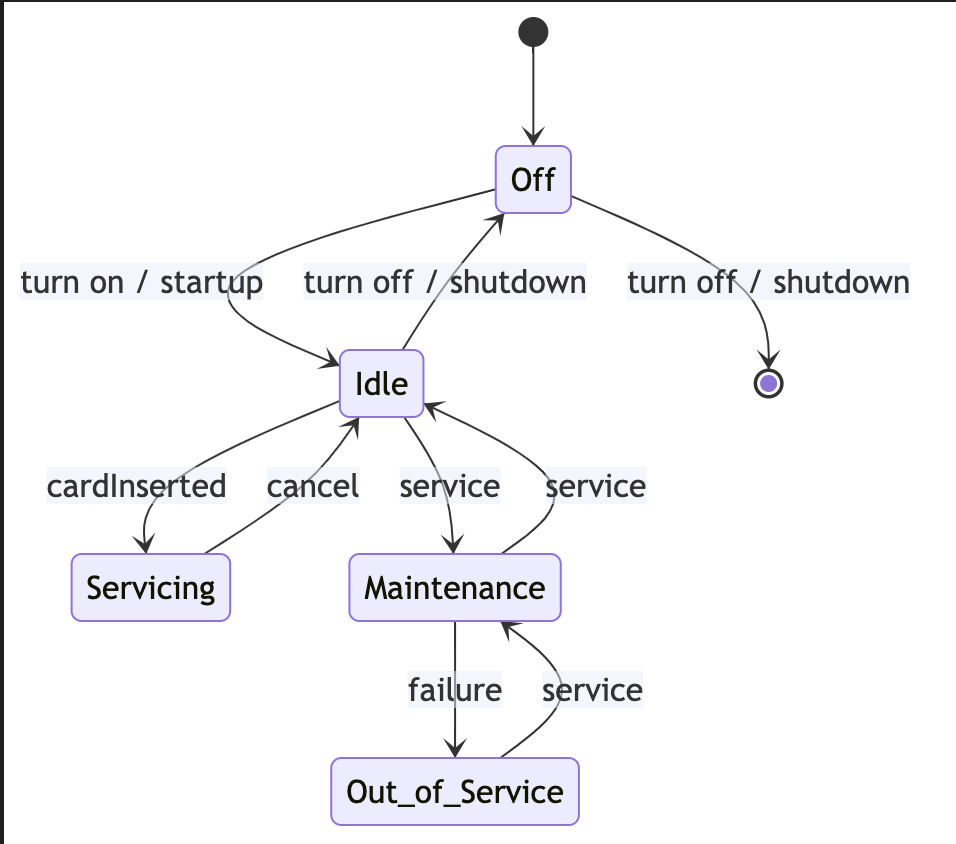 Off
turn on / startup
turn off / shutdown
turn off / shutdown
Idle
cardInserted
cancel
service
service
Servicing
Maintenance
failure
service
Out_of_Service